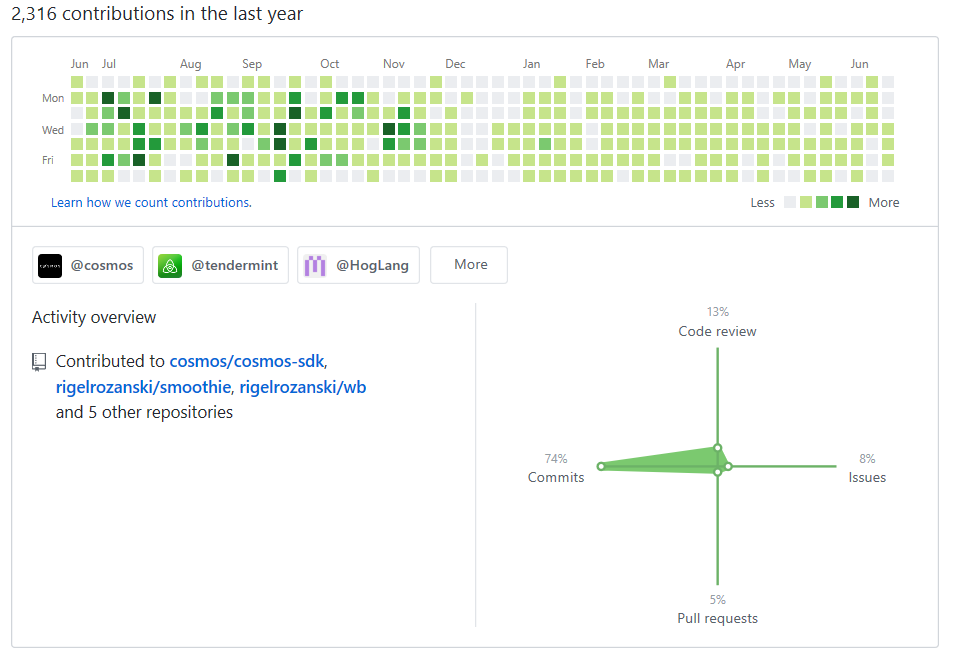 2,316 contributions in the last year
Jun Jul Aug Sep Oct Nov Dec Jan Feb Mar Apr May Jun
Mon
Wed
Fri
Learn how we count contributions.
Less More
cosmos @cosmos @tendermint @HogLang More
Activity overview
Contributed to cosmos/cosmos-sdk,
rigelrozanski/smoothie, rigelrozanski/wb
and 5 other repositories
13%
Code review
74%
Commits
8%
Issues
5%
Pull requests